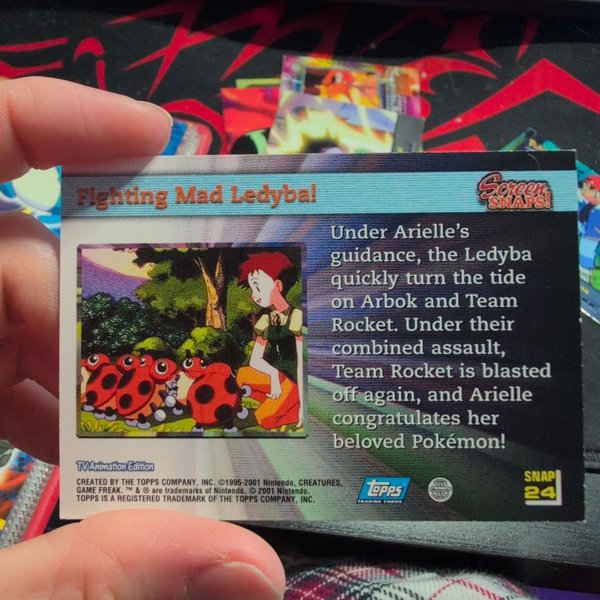 Fighting Mad Ledyba!
Screen
SNAPS!
Under Arielle's
guidance, the Ledyba
quickly turn the tide
on Arbok and Team
Rocket. Under their
combined assault,
Team Rocket is blasted
off again, and Arielle
congratulates her
beloved Pokémon!
TV Animation Edition
CREATED BY THE TOPPS COMPANY, INC. ©1995-2001 Nintendo, CREATURES,
GAME FREAK. ™ & ® are trademarks of Nintendo. © 2001 Nintendo.
TOPPS IS A REGISTERED TRADEMARK OF THE TOPPS COMPANY, INC.
topps
TRADING CARDS
SNAP
24